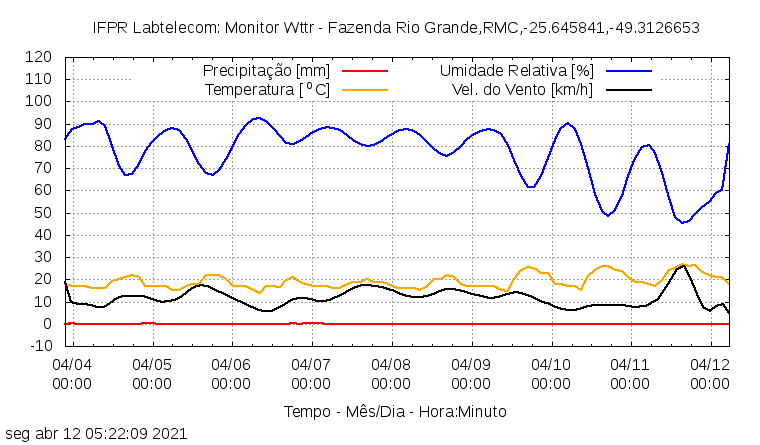 IFPR Labtelecom: Monitor Wttr - Fazenda Rio Grande,RMC,-25.645841,-49.3126653
120
110
100
90
80
70
60
50
40
30
20
10
0
-10
Precipitação [mm]
Temperatura [⁰C]
Umidade Relativa [%]
Vel. do Vento [km/h]
04/04 04/05 04/06 04/07 04/08 04/09 04/10 04/11 04/12
00:00 00:00 00:00 00:00 00:00 00:00 00:00 00:00 00:00
Tempo - Mês/Dia - Hora:Minuto
seg abr 12 05:22:09 2021